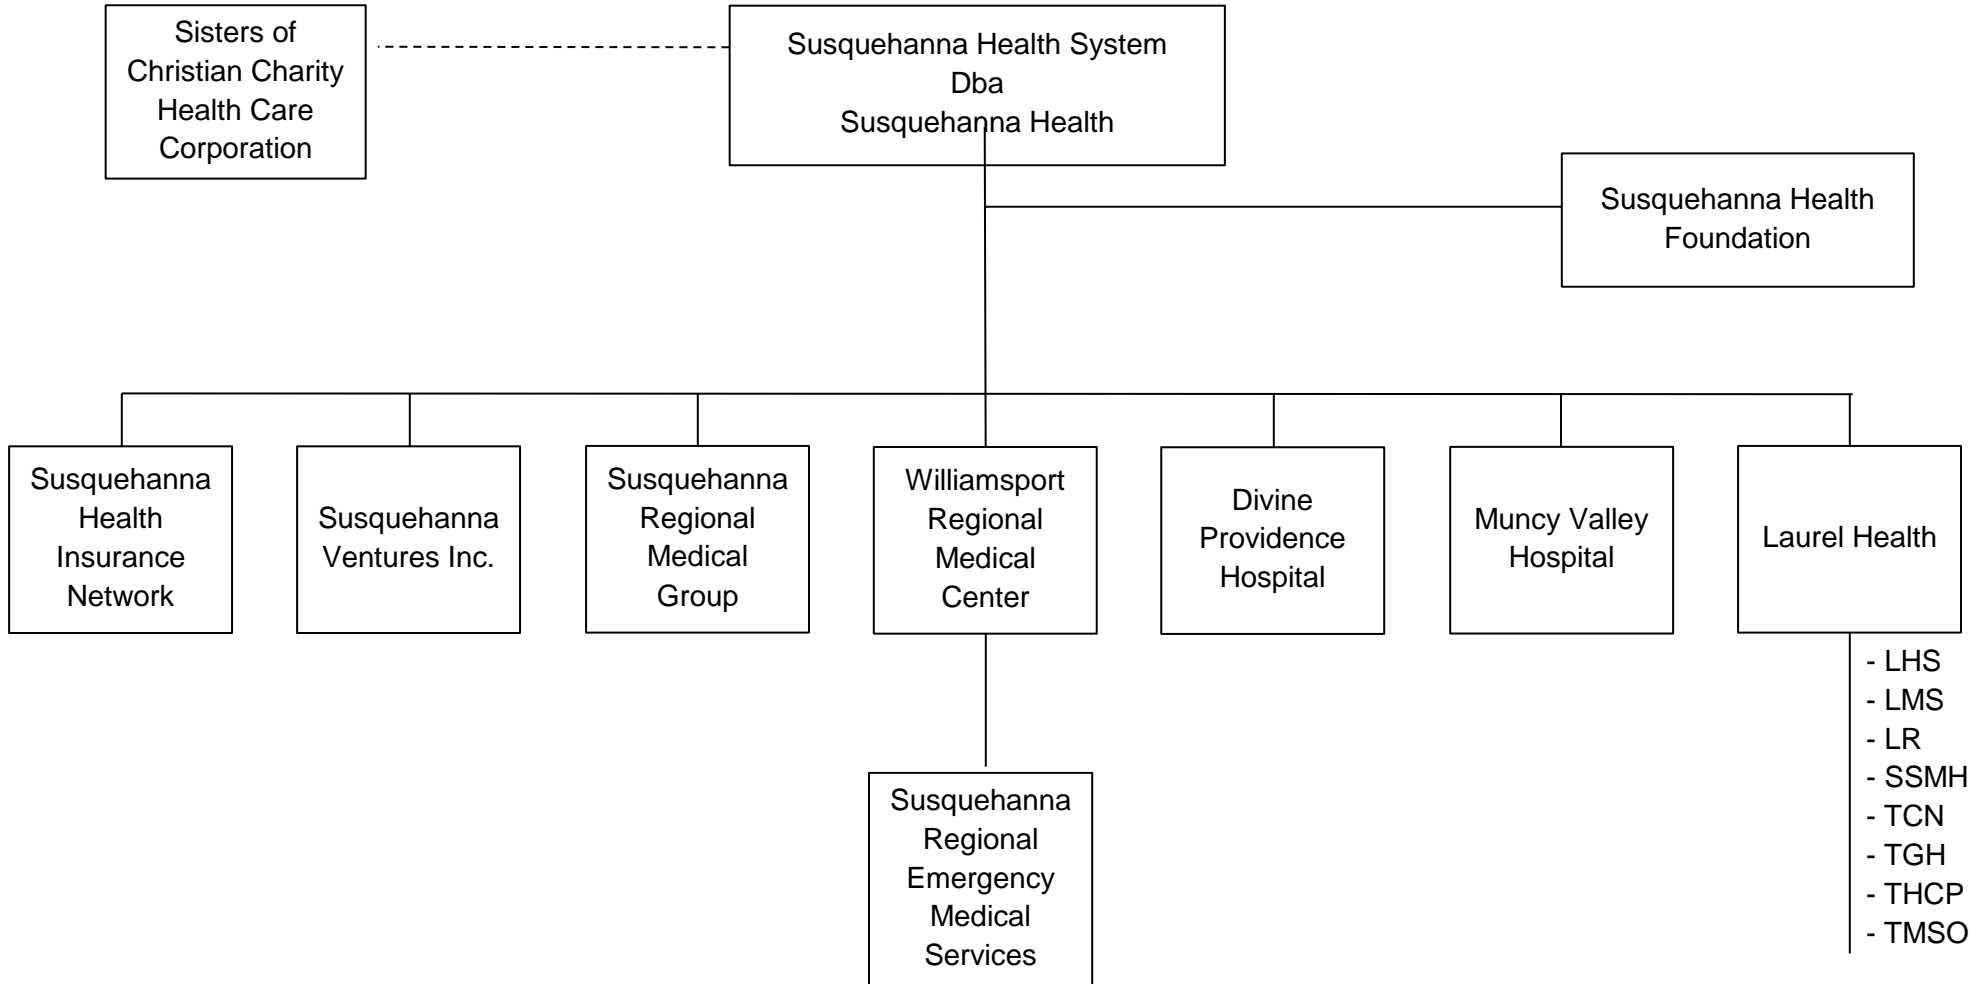 Sisters of
Christian Charity
Health Care
Corporation
Susquehanna Health System
Dba
Susquehanna Health
Susquehanna Health
Foundation
Susquehanna
Health
Insurance
Network
Susquehanna
Ventures Inc.
Susquehanna
Regional
Medical
Group
Williamsport
Regional
Medical
Center
Divine
Providence
Hospital
Muncy Valley
Hospital
Laurel Health
- LHS
- LMS
- LR
- SSMH
- TCN
- TGH
- THCP
- TMSO
Susquehanna
Regional
Emergency
Medical
Services